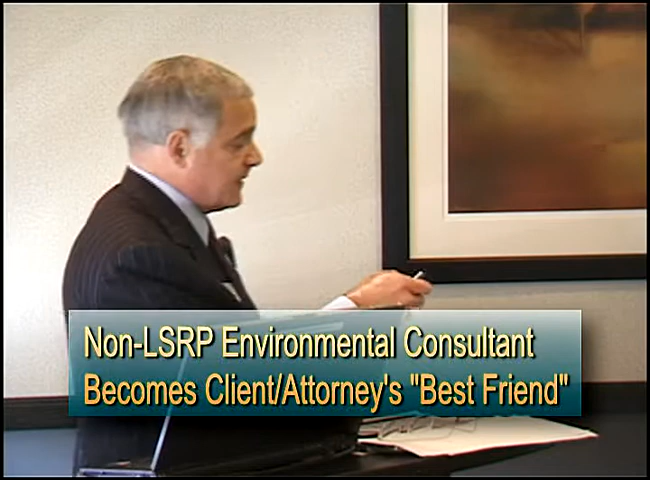 Non-LSRP Environmental Consultant
Becomes Client/Attorney's "Best Friend"